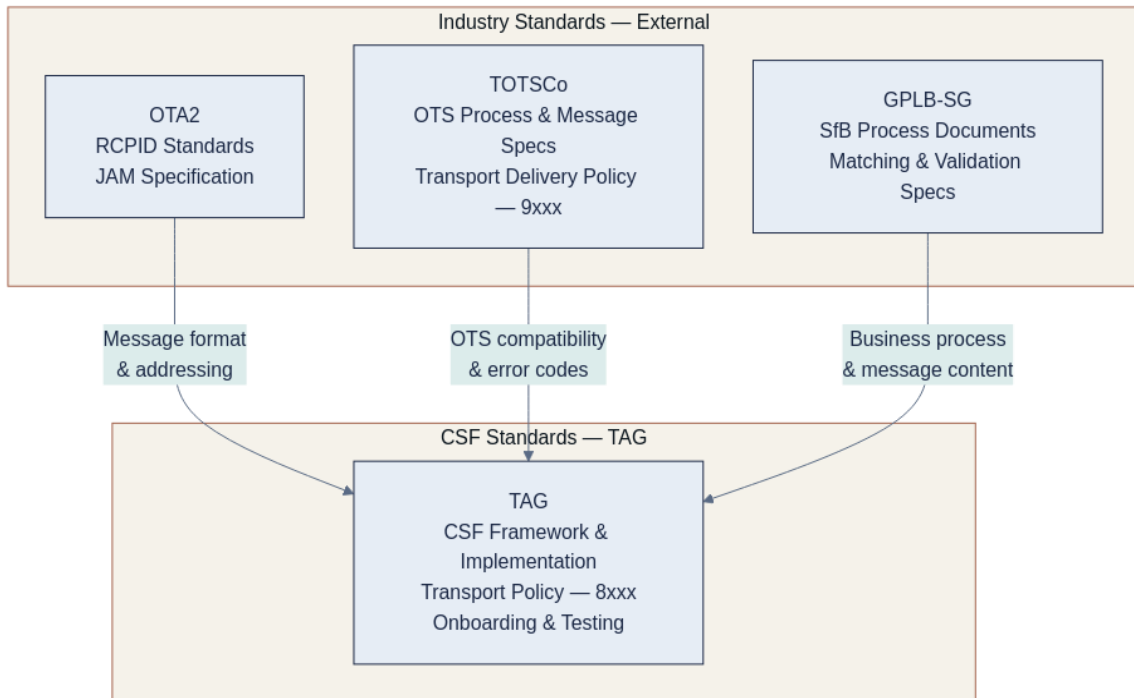 Industry Standards — External
OTA2
RCPID Standards
JAM Specification
TOTSCo
OTS Process & Message
Specs
Transport Delivery Policy
— 9xxx
GPLB-SG
SfB Process Documents
Matching & Validation
Specs
Message format
& addressing
OTS compatibility
& error codes
Business process
& message content
CSF Standards — TAG
TAG
CSF Framework &
Implementation
Transport Policy — 8xxx
Onboarding & Testing